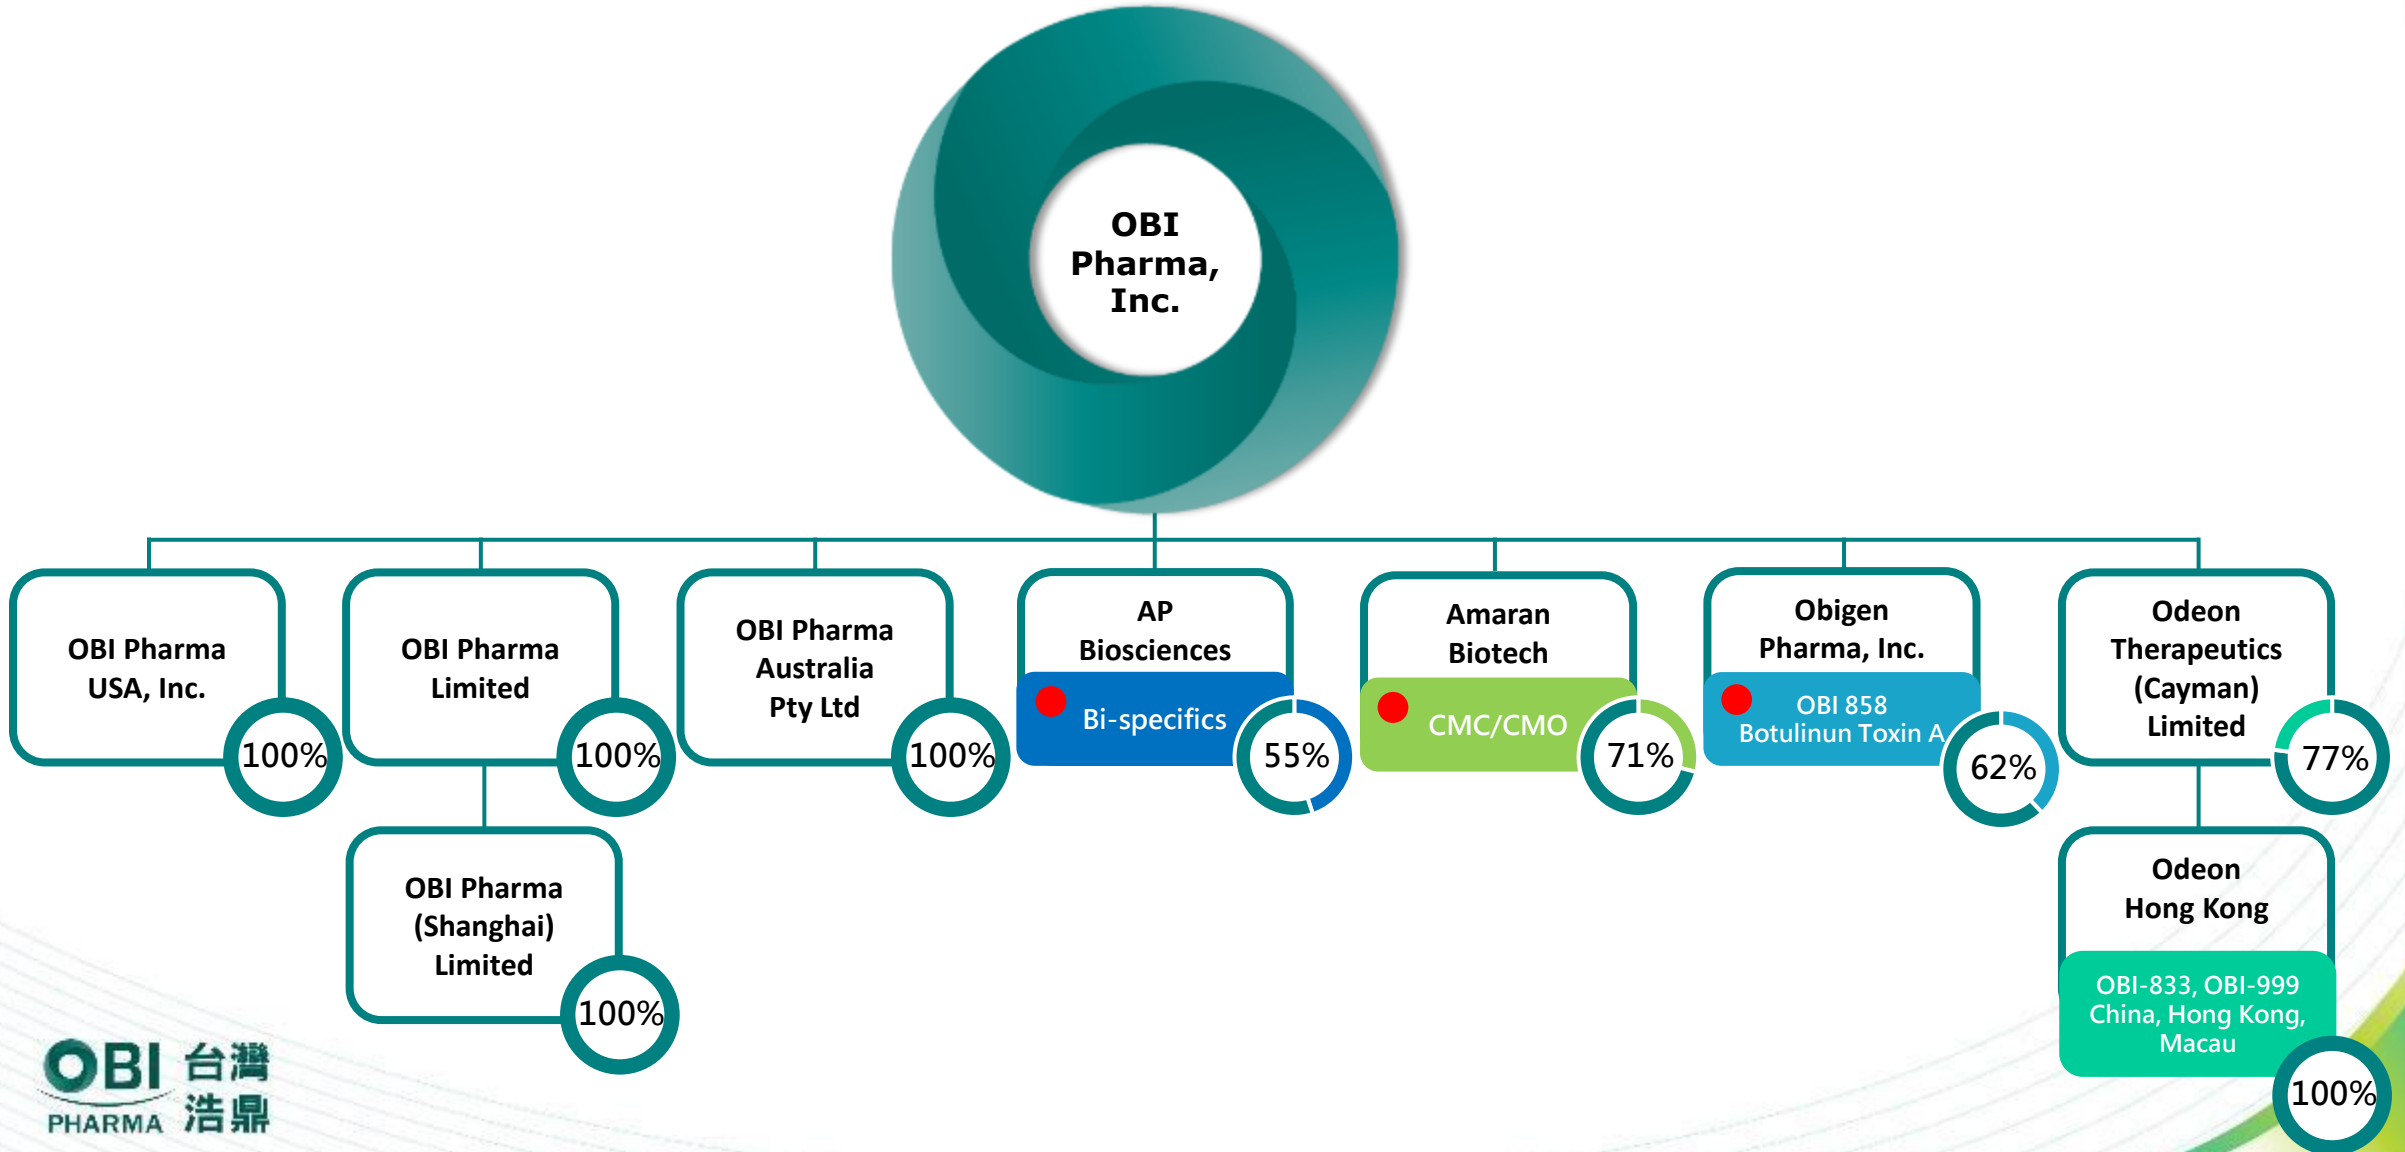 OBI
Pharma,
Inc.
OBI Pharma
USA, Inc.
100%
OBI Pharma
Limited
100%
OBI Pharma
Australia
Pty Ltd
100%
AP
Biosciences
Bi-specifics
55%
Amaran
Biotech
CMC/CMO
71%
Obigen
Pharma, Inc.
OBI 858
Botulinun Toxin A
62%
Odeon
Therapeutics
(Cayman)
Limited
77%
OBI Pharma
(Shanghai)
Limited
100%
Odeon
Hong Kong
OBI-833, OBI-999
China, Hong Kong,
Macau
100%
OBI 台灣
PHARMA 浩鼎